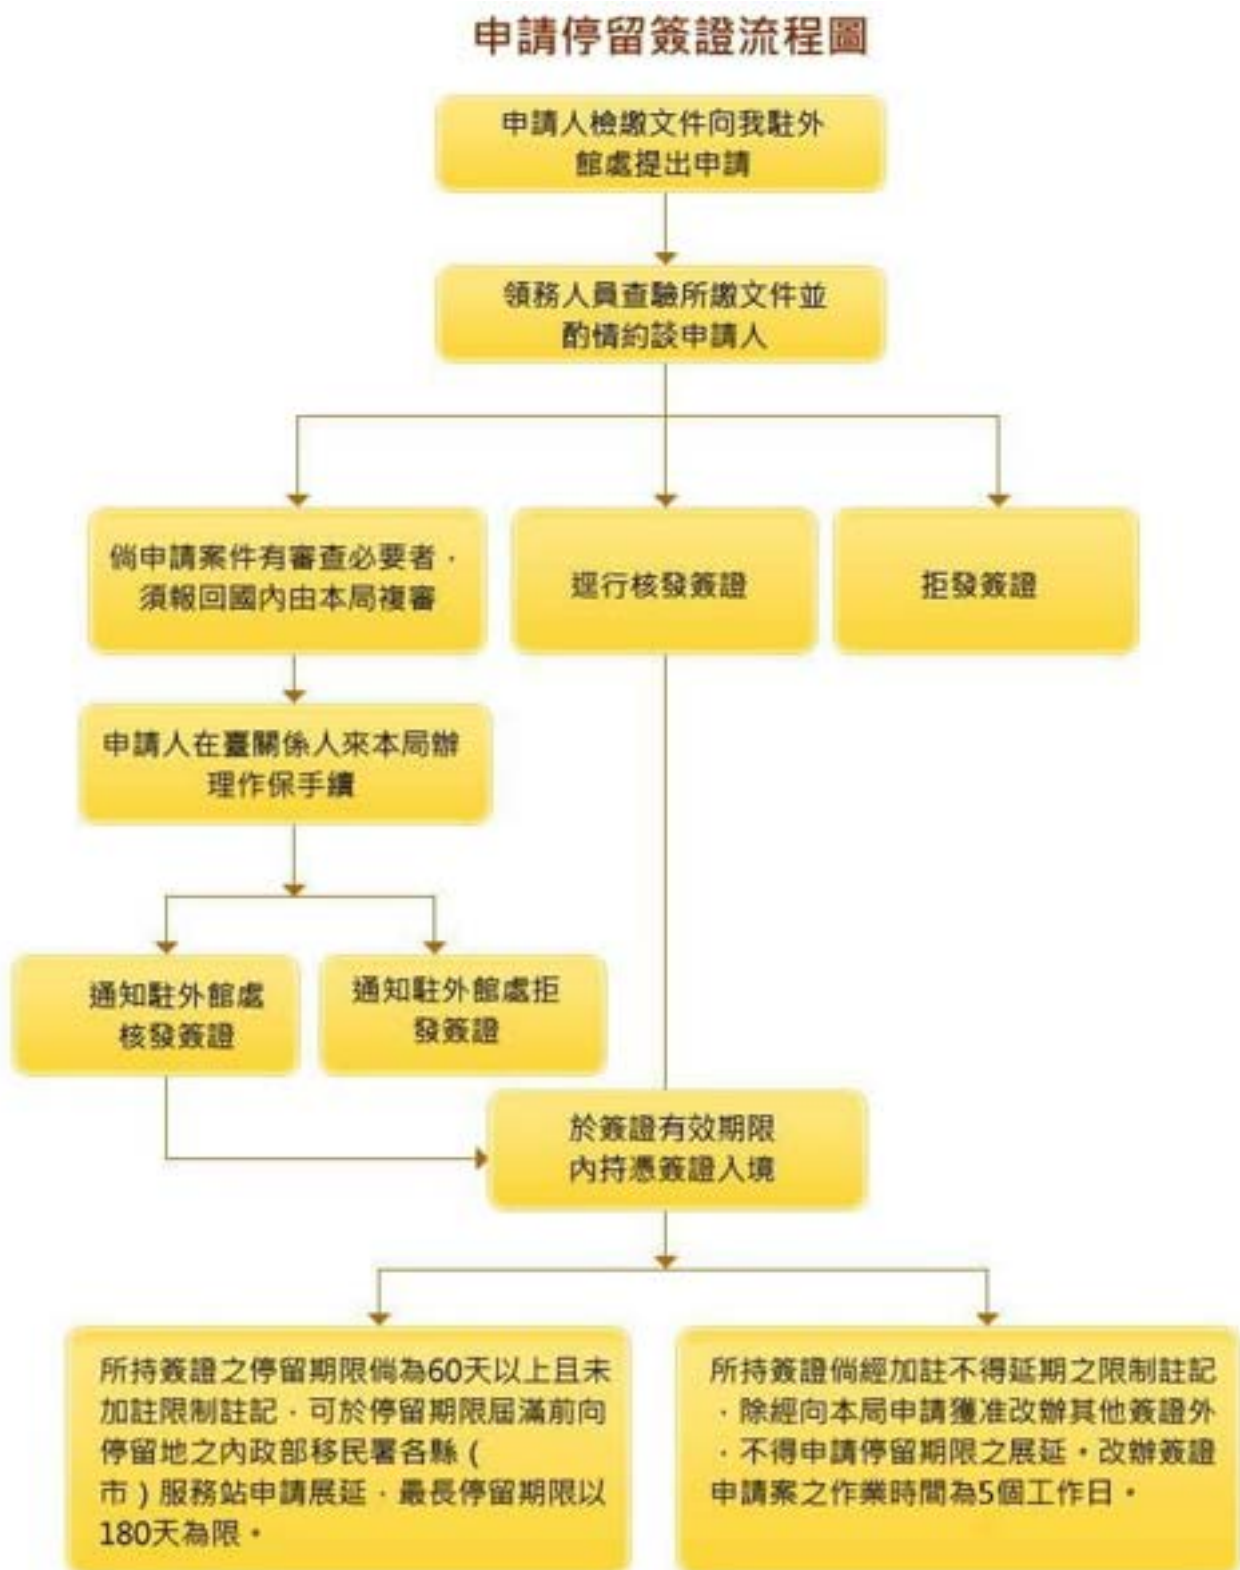 申請停留簽證流程圖
申請人檢繳文件向我駐外
館處提出申請
領務人員查驗所繳文件並
酌情約談申請人
倘申請案件有審查必要者，
須報回國內由本局複審
逕行核發簽證
拒發簽證
申請人在臺關係人來本局辦
理作保手續
通知駐外館處
核發簽證
通知駐外館處拒
發簽證
於簽證有效期限
內持憑簽證入境
所持簽證之停留期限倘為60天以上且未
加註限制註記，可於停留期限屆滿前向
停留地之內政部移民署各縣（
市）服務站申請展延，最長停留期限以
180天為限。
所持簽證倘經加註不得延期之限制註記
，除經向本局申請獲准改辦其他簽證外
，不得申請停留期限之展延。改辦簽證
申請案之作業時間為5個工作日。